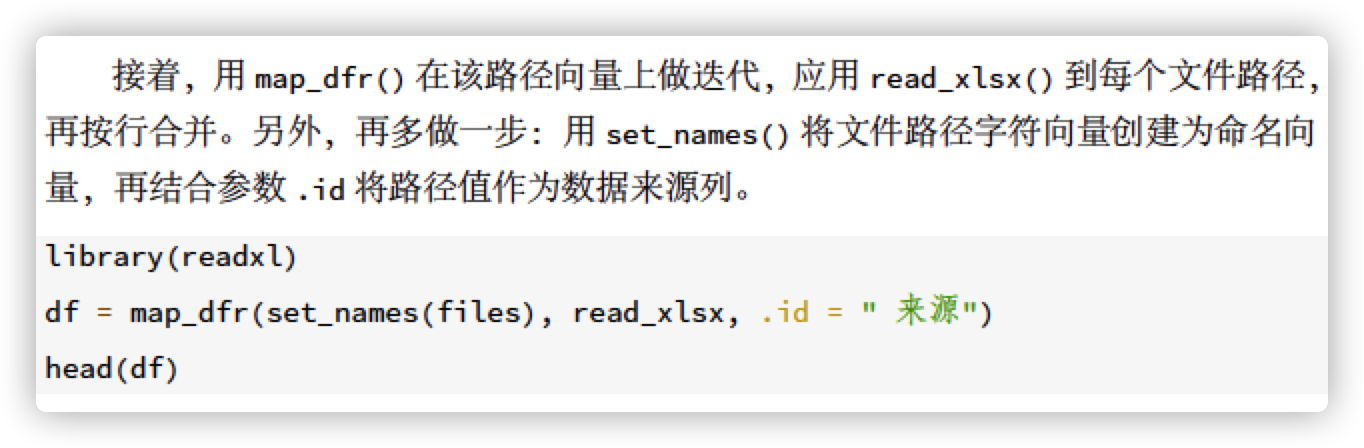 接着，用 map_dfr() 在该路径向量上做迭代，应用 read_xlsx() 到每个文件路径，
再按行合并。另外，再多做一步：用 set_names() 将文件路径字符向量创建为命名向
量，再结合参数 .id 将路径值作为数据来源列。
library(readxl)
df = map_dfr(set_names(files), read_xlsx, .id = " 来源")
head(df)